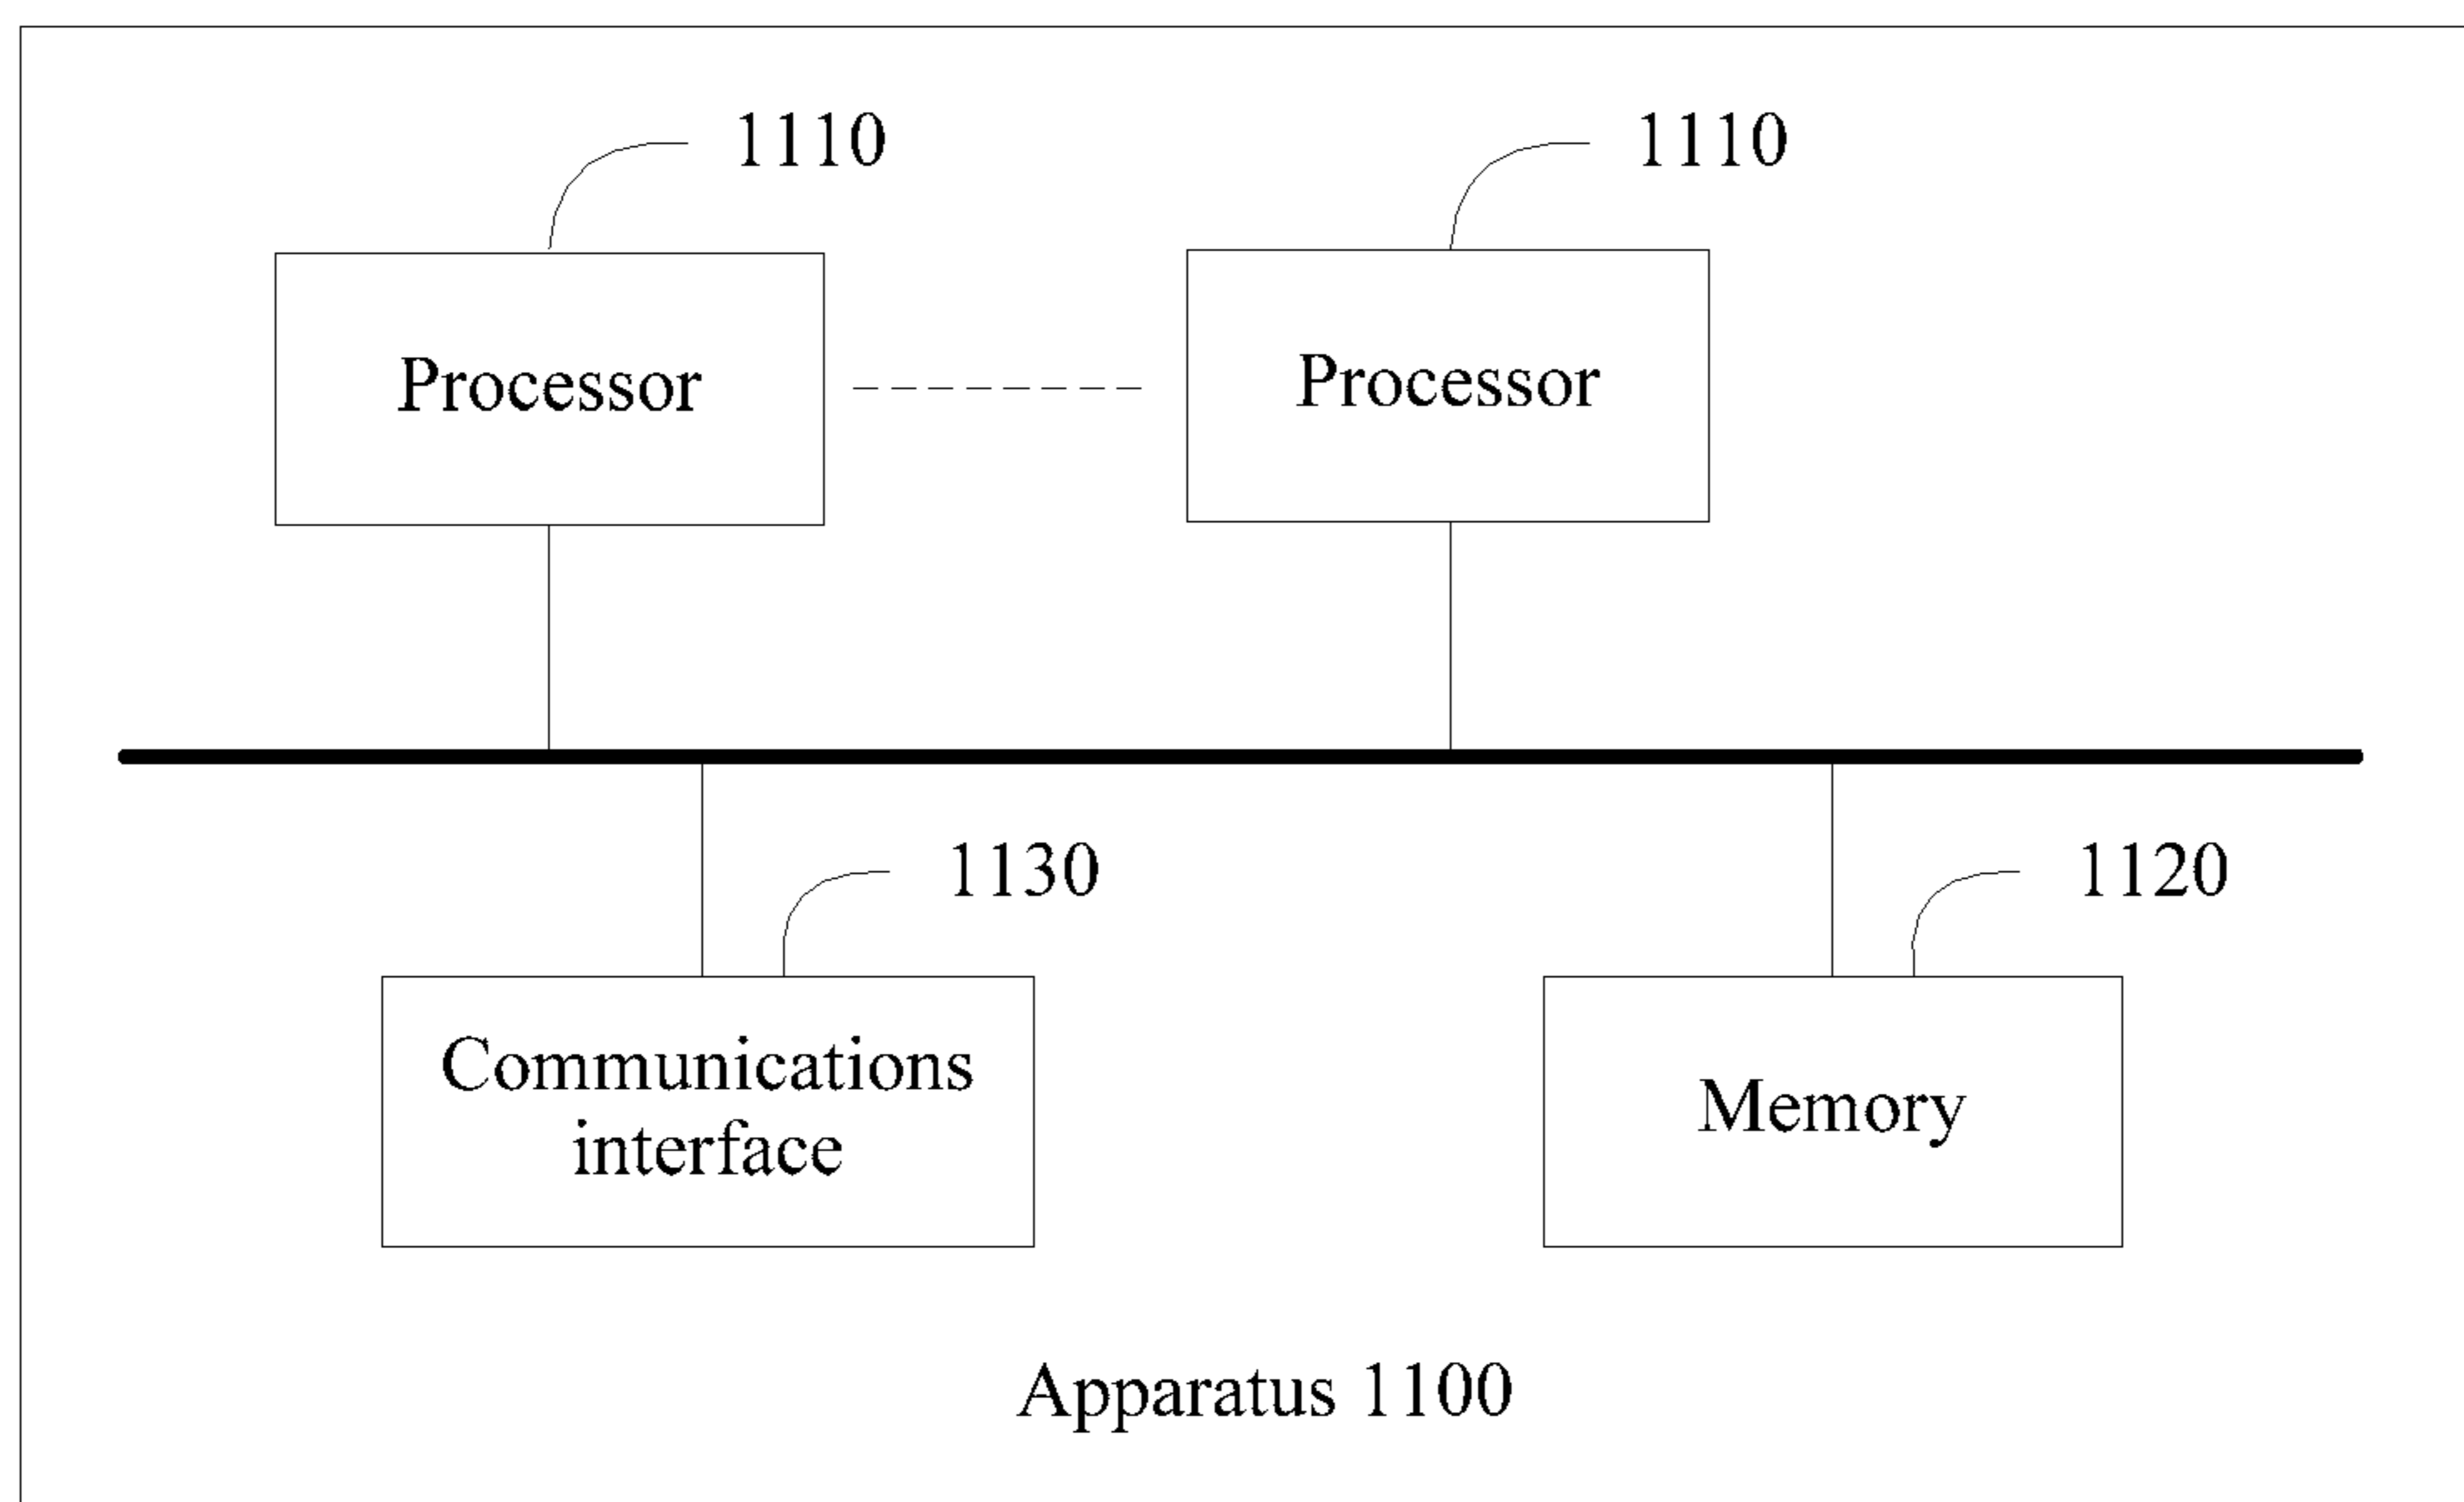 1110
1110
Processor
Processor
1130
1120
Communications
interface
Memory
Apparatus 1100